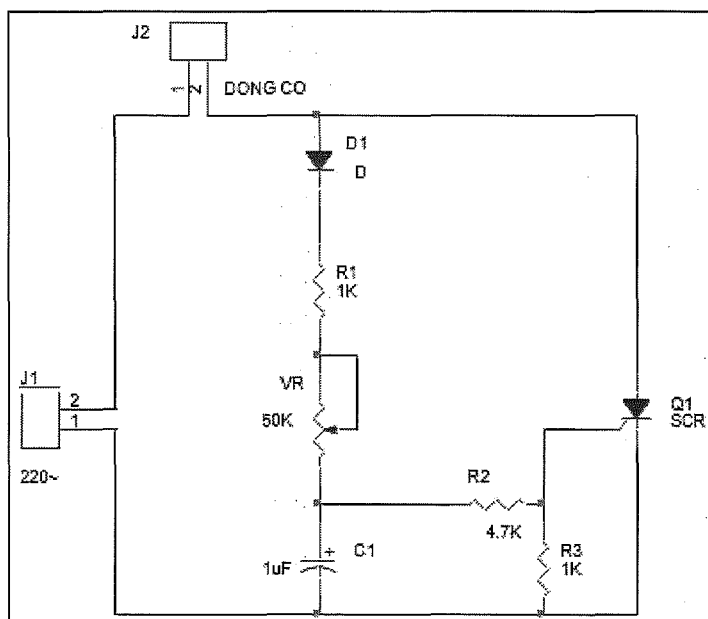 J2
1
2
DONG CO
D1
D
R1
1K
J1
2
1
220~
VR
50K
Q1
SCR
R2
4.7K
C1
+
1uF
R3
1K